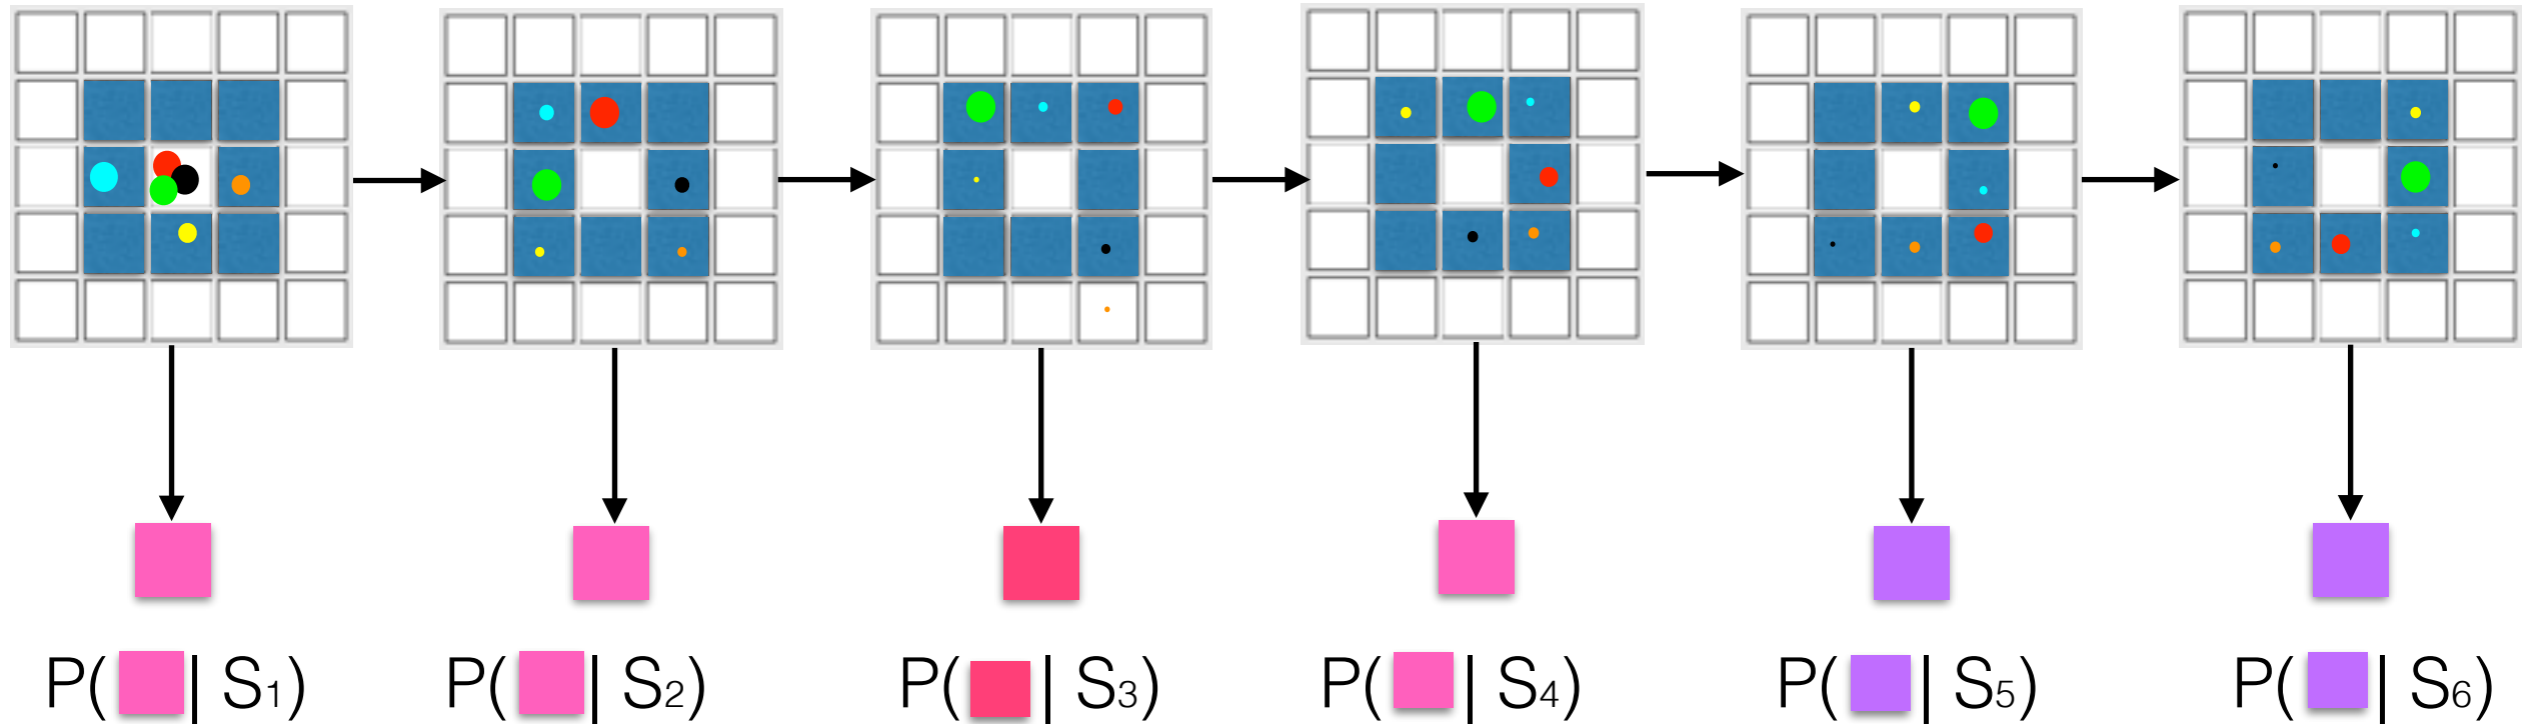 P( | S1) P( | S2) P( | S3) P( | S4) P( | S5) P( | S6)